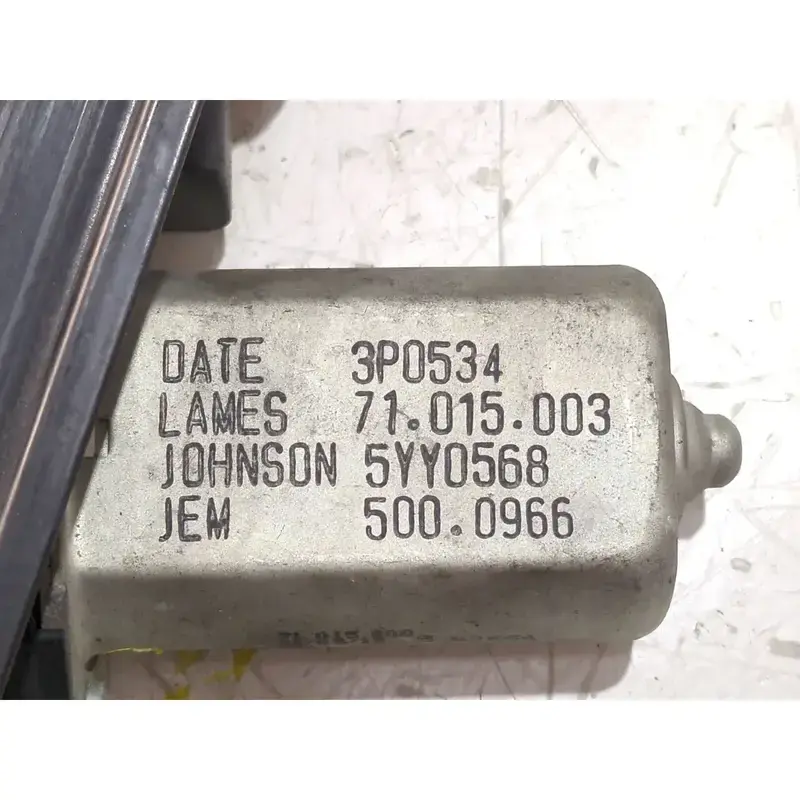 DATE 3P0534
LAMES 71.015.003
JOHNSON 5YY0568
JEM 500.0966